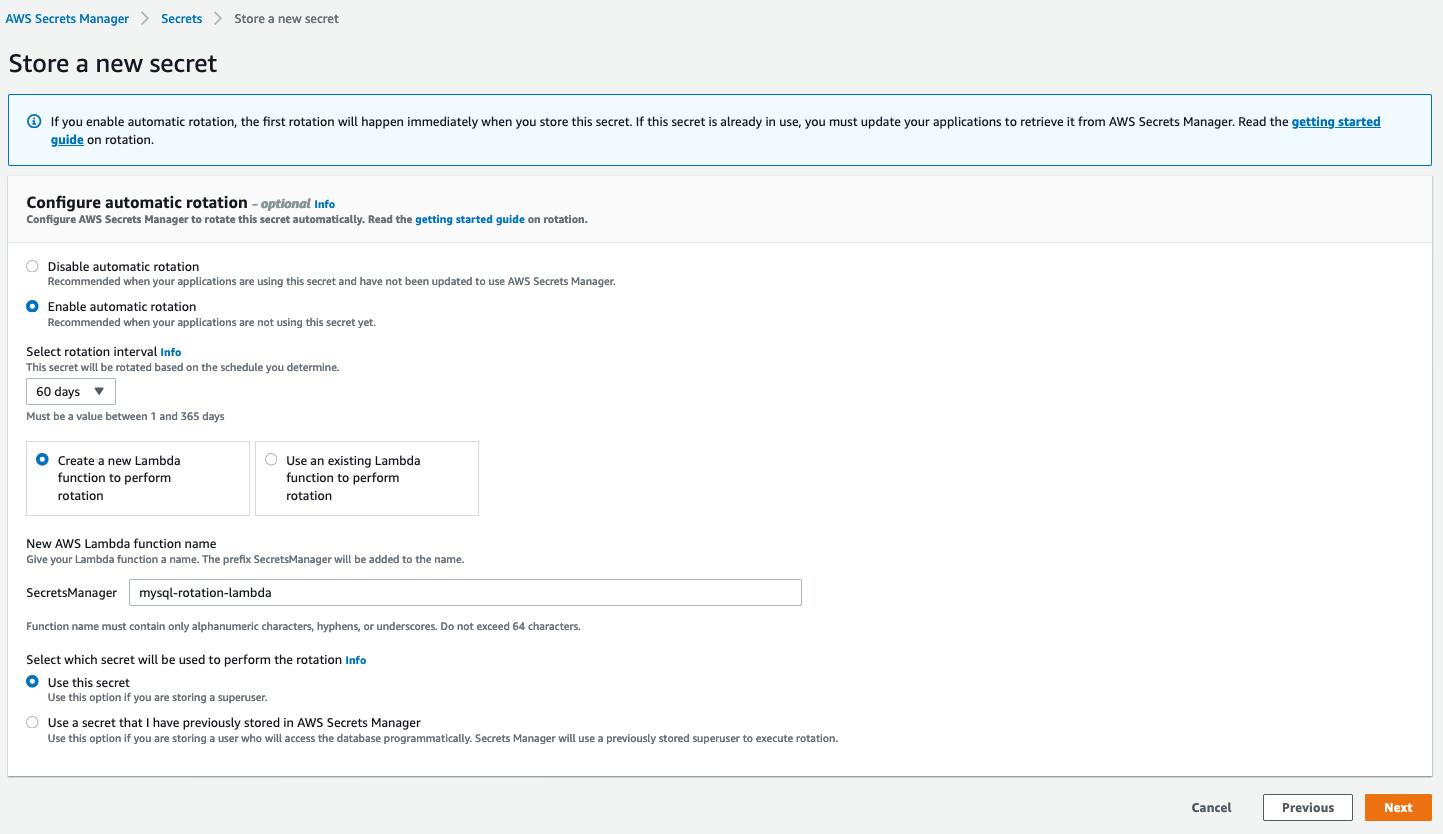 AWS Secrets Manager > Secrets > Store a new secret
Store a new secret
If you enable automatic rotation, the first rotation will happen immediately when you store this secret. If this secret is already in use, you must update your applications to retrieve it from AWS Secrets Manager. Read the getting started
guide on rotation.
Configure automatic rotation – optional Info
Configure AWS Secrets Manager to rotate this secret automatically. Read the getting started guide on rotation.
Disable automatic rotation
Recommended when your applications are using this secret and have not been updated to use AWS Secrets Manager.
Enable automatic rotation
Recommended when your applications are not using this secret yet.
Select rotation interval Info
This secret will be rotated based on the schedule you determine.
60 days
Must be a value between 1 and 365 days
Create a new Lambda
function to perform
rotation
Use an existing Lambda
function to perform
rotation
New AWS Lambda function name
Give your Lambda function a name. The prefix SecretsManager will be added to the name.
SecretsManager mysql-rotation-lambda
Function name must contain only alphanumeric characters, hyphens, or underscores. Do not exceed 64 characters.
Select which secret will be used to perform the rotation Info
Use this secret
Use this option if you are storing a superuser.
Use a secret that I have previously stored in AWS Secrets Manager
Use this option if you are storing a user who will access the database programmatically. Secrets Manager will use a previously stored superuser to execute rotation.
Cancel Previous Next